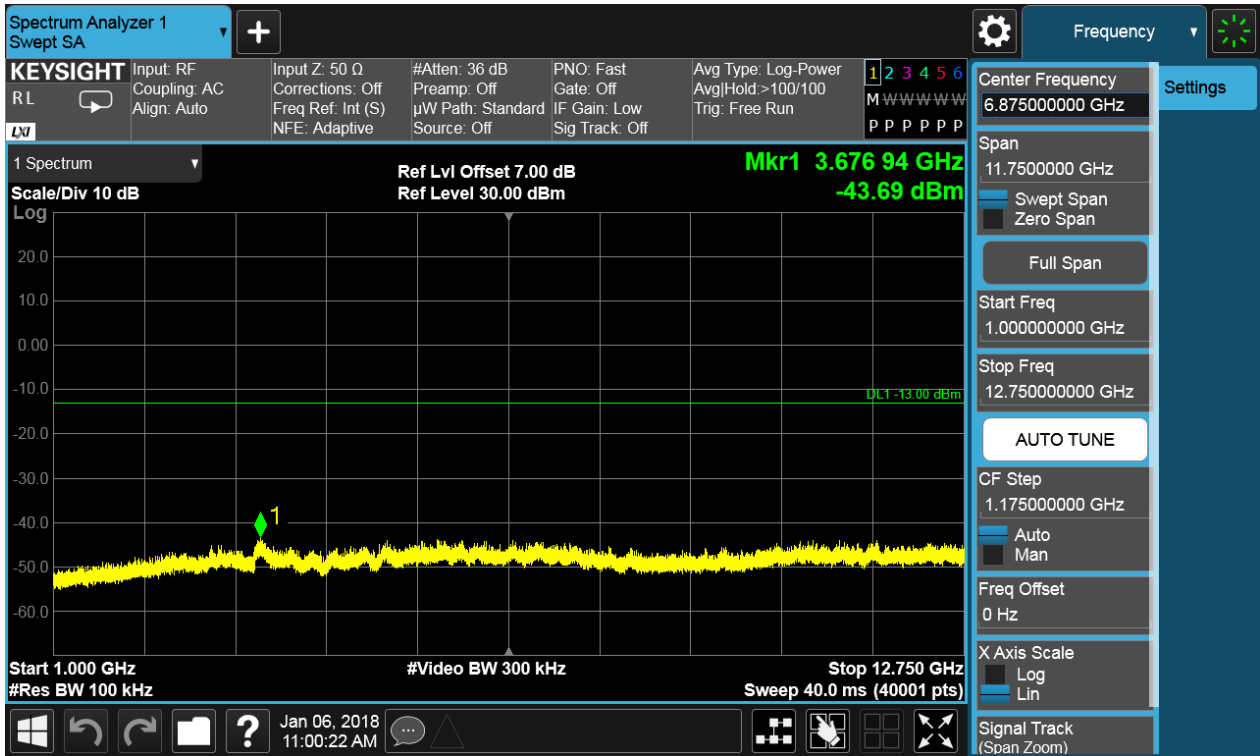 Spectrum Analyzer 1
Swept SA
+
Frequency
KEYSIGHT
RL
LXI
Input: RF
Coupling: AC
Align: Auto
Input Z: 50 Ω
Corrections: Off
Freq Ref: Int (S)
NFE: Adaptive
#Atten: 36 dB
Preamp: Off
µW Path: Standard
Source: Off
PNO: Fast
Gate: Off
IF Gain: Low
Sig Track: Off
Avg Type: Log-Power
Avg|Hold:>100/100
Trig: Free Run
1 2 3 4 5 6
M W W W W W
P P P P P P
1 Spectrum
Scale/Div 10 dB
Log
Ref Lvl Offset 7.00 dB
Ref Level 30.00 dBm
Mkr1 3.676 94 GHz
-43.69 dBm
20.0
10.0
0.00
-10.0
DL1 -13.00 dBm
-20.0
-30.0
-40.0
1
-50.0
-60.0
Start 1.000 GHz
#Video BW 300 kHz
Stop 12.750 GHz
#Res BW 100 kHz
Sweep 40.0 ms (40001 pts)
?
Jan 06, 2018
11:00:22 AM
Center Frequency
6.875000000 GHz
Settings
Span
11.7500000 GHz
Swept Span
Zero Span
Full Span
Start Freq
1.000000000 GHz
Stop Freq
12.750000000 GHz
AUTO TUNE
CF Step
1.175000000 GHz
Auto
Man
Freq Offset
0 Hz
X Axis Scale
Log
Lin
Signal Track
(Span Zoom)